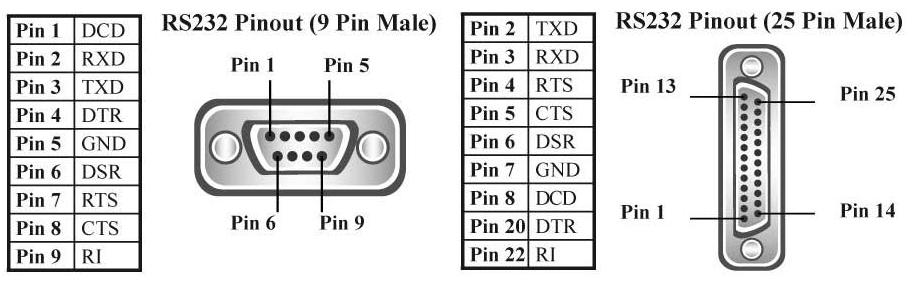 Pin 1 DCD
Pin 2 RXD
Pin 3 TXD
Pin 4 DTR
Pin 5 GND
Pin 6 DSR
Pin 7 RTS
Pin 8 CTS
Pin 9 RI
RS232 Pinout (9 Pin Male)
Pin 1 Pin 5
Pin 6 Pin 9
Pin 2 TXD
Pin 3 RXD
Pin 4 RTS
Pin 5 CTS
Pin 6 DSR
Pin 7 GND
Pin 8 DCD
Pin 20 DTR
Pin 22 RI
RS232 Pinout (25 Pin Male)
Pin 13 Pin 25
Pin 1 Pin 14